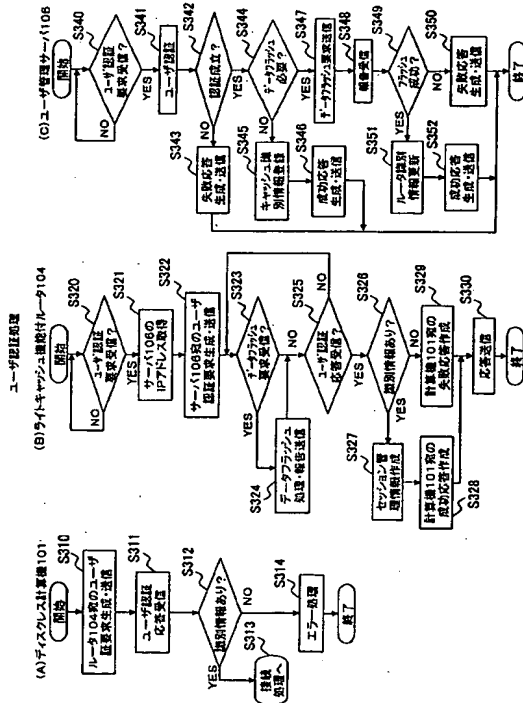 ユーザ認証処理
(A)ディスクレス計算機101
開始
S310
ルータ104宛のユーザ
認証要求生成・送信
S311
ユーザ認証
応答受信
S312
識別情報あり?
YES
NO
S313
接続
処理へ
S314
エラー処理
終了
(B)ライトキャッシュ機能付ルータ104
開始
S320
ユーザ認証
要求受信?
NO
YES
S321
サーバ106の
IPアドレス取得
S322
サーバ106宛のユーザ
認証要求生成・送信
S323
データフラッシュ
要求受信?
YES
NO
S324
データフラッシュ
処理・報告送信
S325
ユーザ認証
応答受信?
NO
YES
S326
識別情報あり?
YES
NO
S327
セッション管
理情報作成
S328
計算機101宛の
成功応答作成
S329
計算機101宛の
失敗応答作成
S330
応答送信
終了
(C)ユーザ管理サーバ106
開始
S340
ユーザ認証
要求受信?
NO
YES
S341
ユーザ認証
S342
認証成立?
NO
YES
S343
失敗応答
生成・送信
S344
データフラッシュ
必要?
NO
YES
S345
キャッシュ識
別情報登録
S346
成功応答
生成・送信
S347
データフラッシュ要求送信
S348
報告受信
S349
フラッシュ
成功?
YES
NO
S350
失敗応答
生成・送信
S351
ルータ識別
情報更新
S352
成功応答
生成・送信
終了